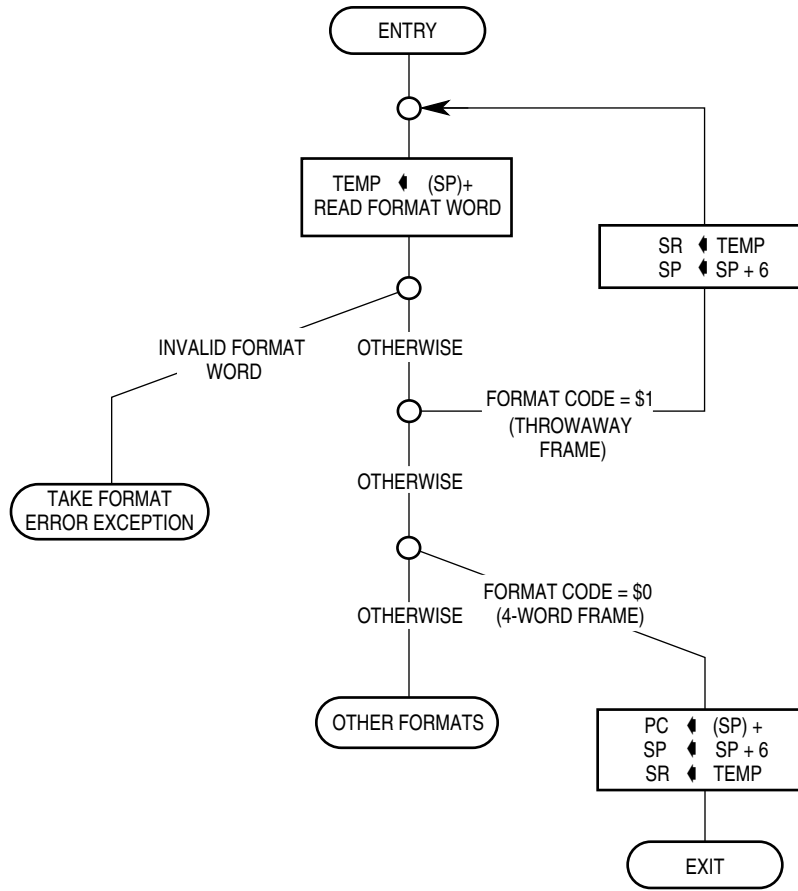 ENTRY
TEMP (SP)+
READ FORMAT WORD
SR TEMP
SP SP + 6
INVALID FORMAT
WORD
OTHERWISE
FORMAT CODE = $1
(THROWAWAY
FRAME)
TAKE FORMAT
ERROR EXCEPTION
OTHERWISE
FORMAT CODE = $0
(4-WORD FRAME)
OTHERWISE
OTHER FORMATS
PC (SP) +
SP SP + 6
SR TEMP
EXIT